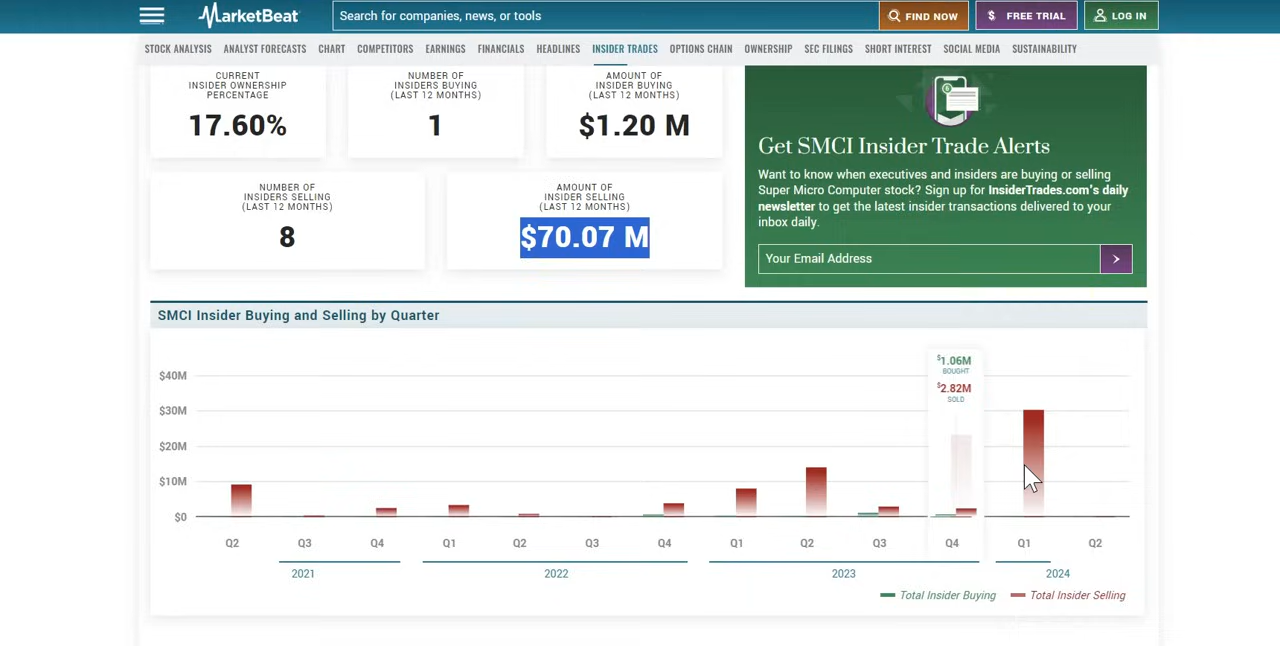 MarketBeat
Search for companies, news, or tools
FIND NOW
$ FREE TRIAL
LOG IN
STOCK ANALYSIS ANALYST FORECASTS CHART COMPETITORS EARNINGS FINANCIALS HEADLINES INSIDER TRADES OPTIONS CHAIN OWNERSHIP SEC FILINGS SHORT INTEREST SOCIAL MEDIA SUSTAINABILITY
CURRENT
INSIDER OWNERSHIP
PERCENTAGE
17.60%
NUMBER OF
INSIDERS BUYING
(LAST 12 MONTHS)
1
AMOUNT OF
INSIDER BUYING
(LAST 12 MONTHS)
$1.20 M
NUMBER OF
INSIDERS SELLING
(LAST 12 MONTHS)
8
AMOUNT OF
INSIDER SELLING
(LAST 12 MONTHS)
$70.07 M
Get SMCI Insider Trade Alerts
Want to know when executives and insiders are buying or selling
Super Micro Computer stock? Sign up for InsiderTrades.com's daily
newsletter to get the latest insider transactions delivered to your
inbox daily.
Your Email Address
SMCI Insider Buying and Selling by Quarter
$1.06M
BOUGHT
$2.82M
SOLD
$40M
$30M
$20M
$10M
$0
Q2 Q3 Q4 Q1 Q2 Q3 Q4 Q1 Q2 Q3 Q4 Q1 Q2
2021 2022 2023 2024
Total Insider Buying Total Insider Selling